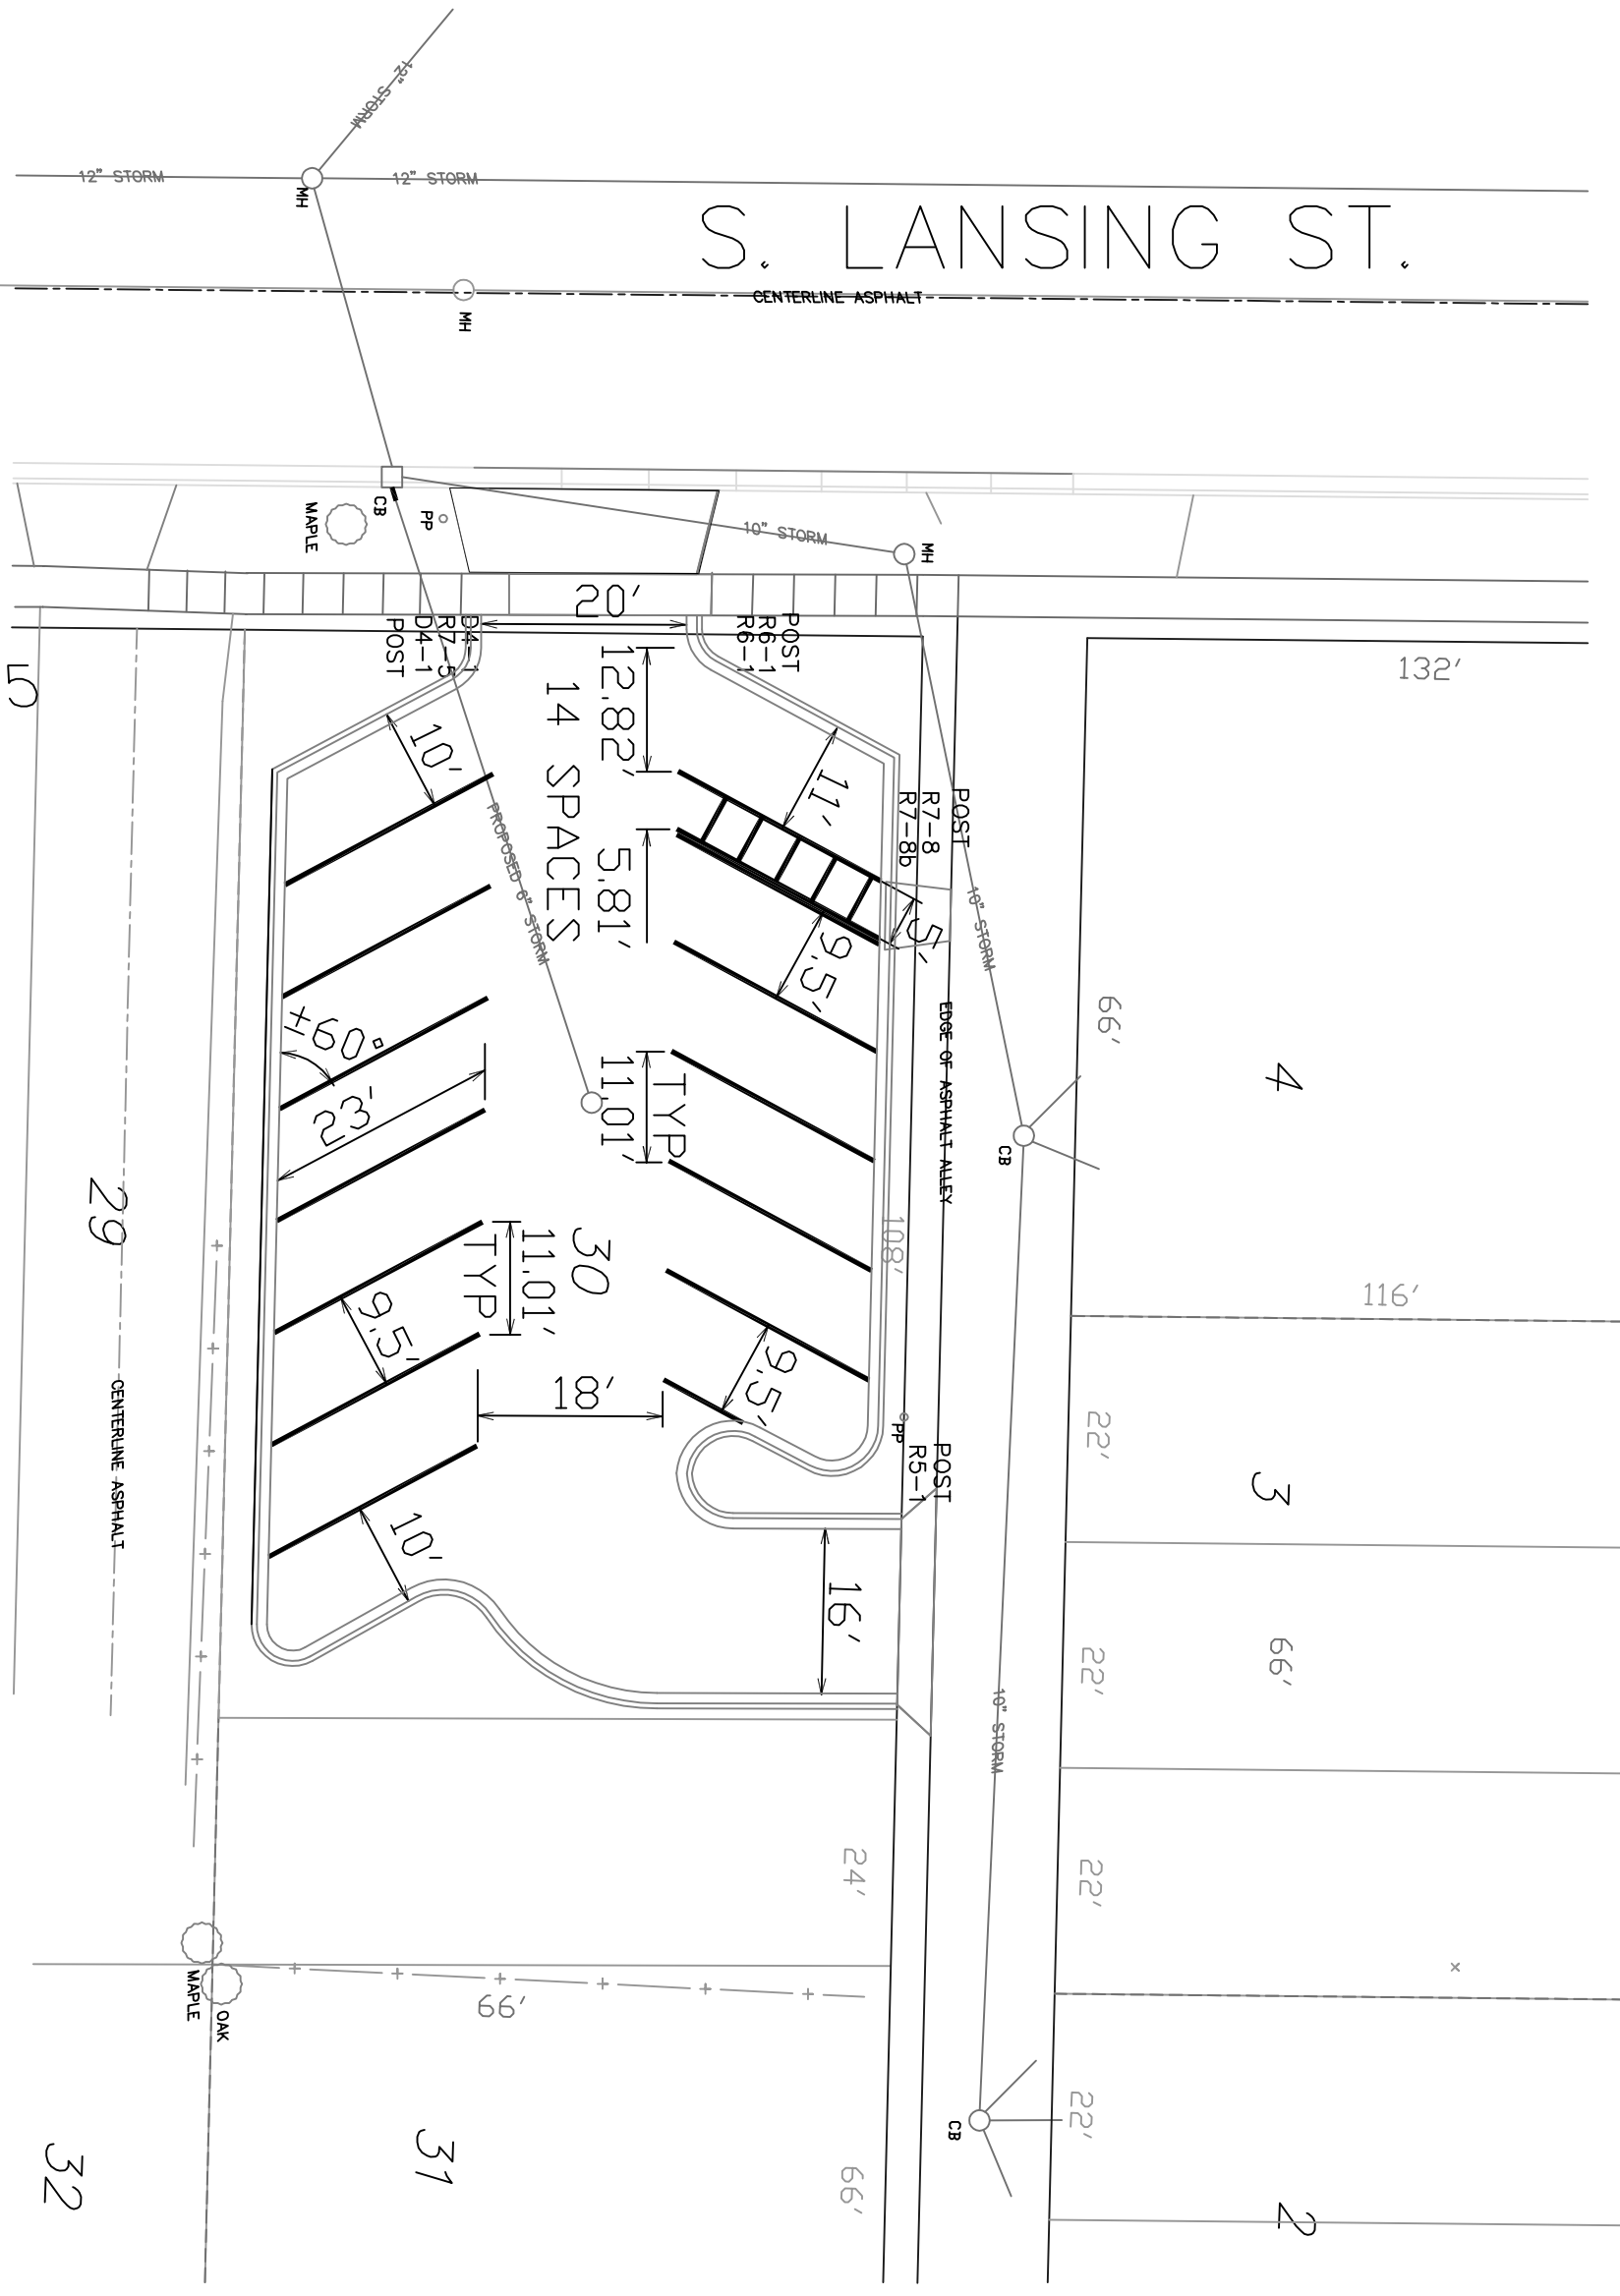 12" STORM
12" STORM
12" STORM
MH
S. LANSING ST.
CENTERLINE ASPHALT
MH
CB
MAPLE
PP
10" STORM
MH
20'
POST
D4-1
R7-5
D4-1
POST
R6-1
R6-1
12.82'
14 SPACES
5.81'
10'
11'
POST
R7-8
R7-8b
5'
10" STORM
9.5'
PROPOSED 6" STORM
EDGE OF ASPHALT ALLEY
132'
66'
4
5
±60°
23'
TYP
11.01'
CB
29
108'
116'
30
11.01'
TYP
9.5'
9.5'
18'
CENTERLINE ASPHALT
PP
POST
R5-1
22'
3
10'
16'
22'
66'
10" STORM
24'
22'
MAPLE
OAK
66'
22'
CB
31
66'
32
2